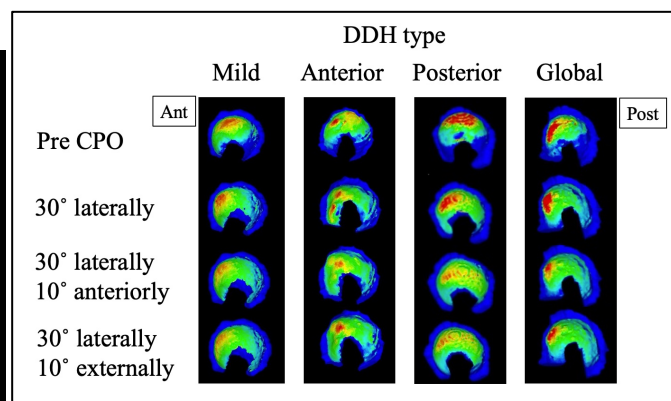 DDH type
Mild Anterior Posterior Global
Ant Post
Pre CPO
30° laterally
30° laterally
10° anteriorly
30° laterally
10° externally